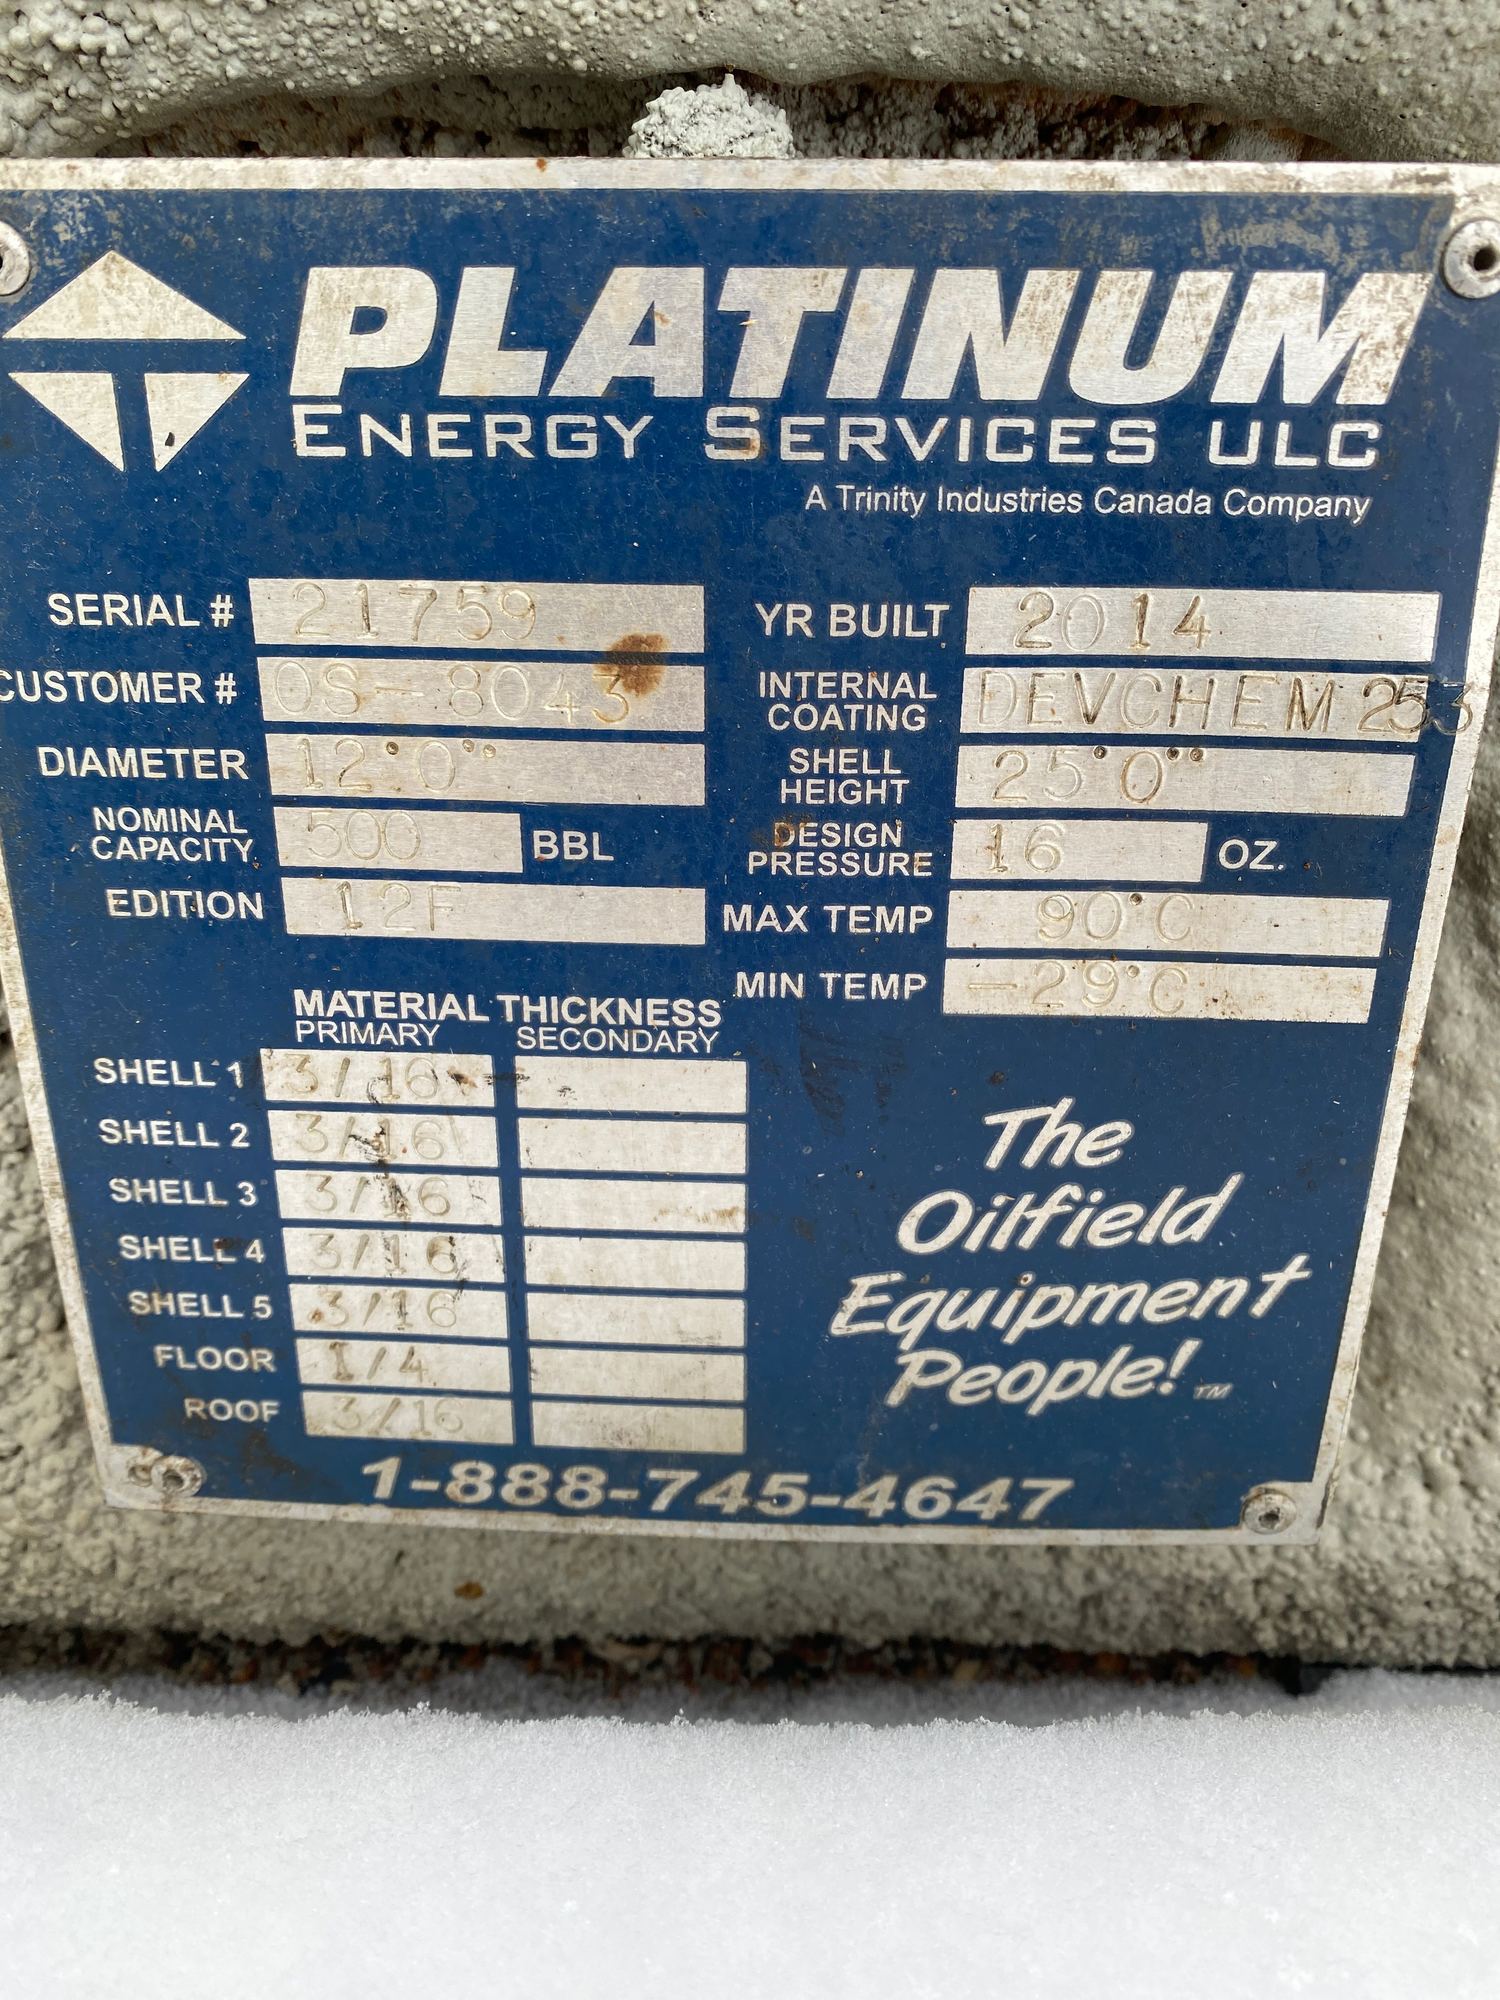 PLATINUM
ENERGY SERVICES ULC
A Trinity Industries Canada Company
SERIAL # 21759
CUSTOMER # OS-8043
DIAMETER 12'0"
NOMINAL CAPACITY 500 BBL
EDITION 12F
YR BUILT 2014
INTERNAL COATING DEVCHEM 253
SHELL HEIGHT 25'0"
DESIGN PRESSURE 16 OZ.
MAX TEMP 90°C
MIN TEMP -29°C
MATERIAL THICKNESS
PRIMARY SECONDARY
SHELL 1 3/16
SHELL 2 3/16
SHELL 3 3/16
SHELL 4 3/16
SHELL 5 3/16
FLOOR 1/4
ROOF 3/16
The
Oilfield
Equipment
People!™
1-888-745-4647